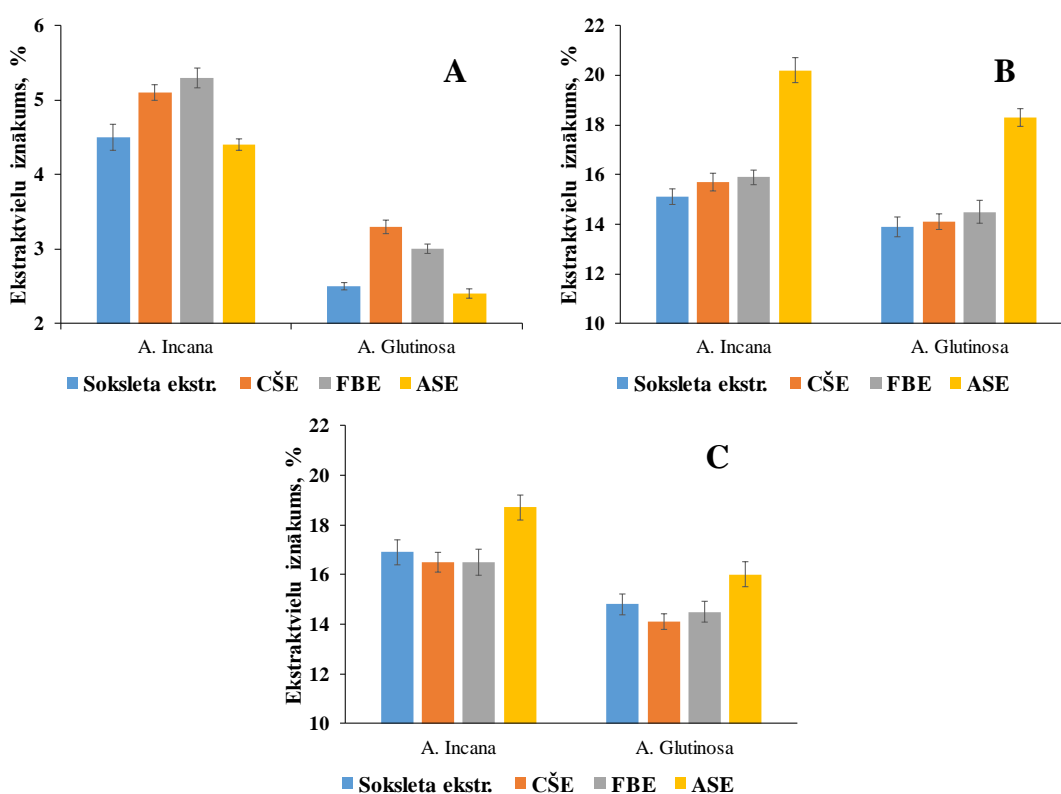 Ekstraktvielu iznākums, %
6
5
4
3
2
A
A. Incana A. Glutinosa
Soksleta ekstr. CŠE FBE ASE
Ekstraktvielu iznākums, %
22
20
18
16
14
12
10
B
A. Incana A. Glutinosa
Soksleta ekstr. CŠE FBE ASE
Ekstraktvielu iznākums, %
22
20
18
16
14
12
10
C
A. Incana A. Glutinosa
Soksleta ekstr. CŠE FBE ASE